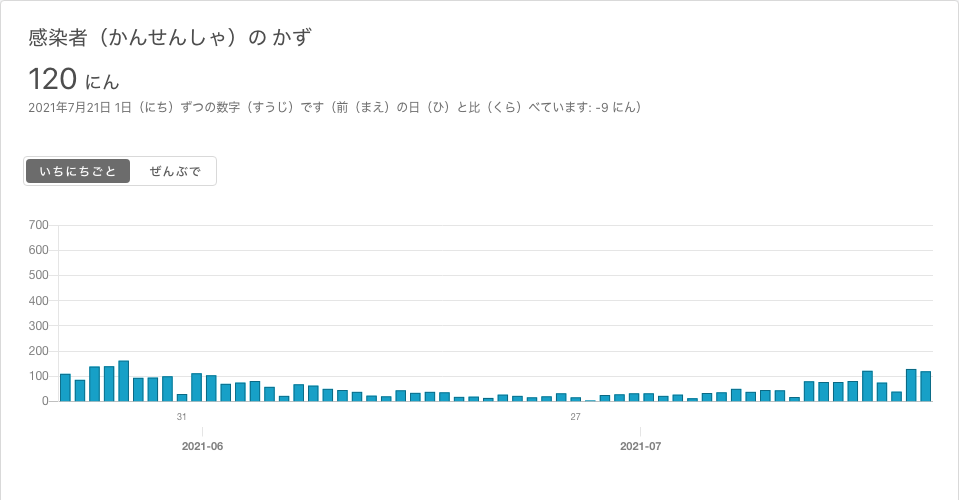 感染者（かんせんしゃ）の かず
120 にん
2021年7月21日 1日（にち）ずつの数字（すうじ）です（前（まえ）の日（ひ）と比（くら）べています: -9 にん）
いちにちごと ぜんぶで
700
600
500
400
300
200
100
0
31 27
2021-06 2021-07